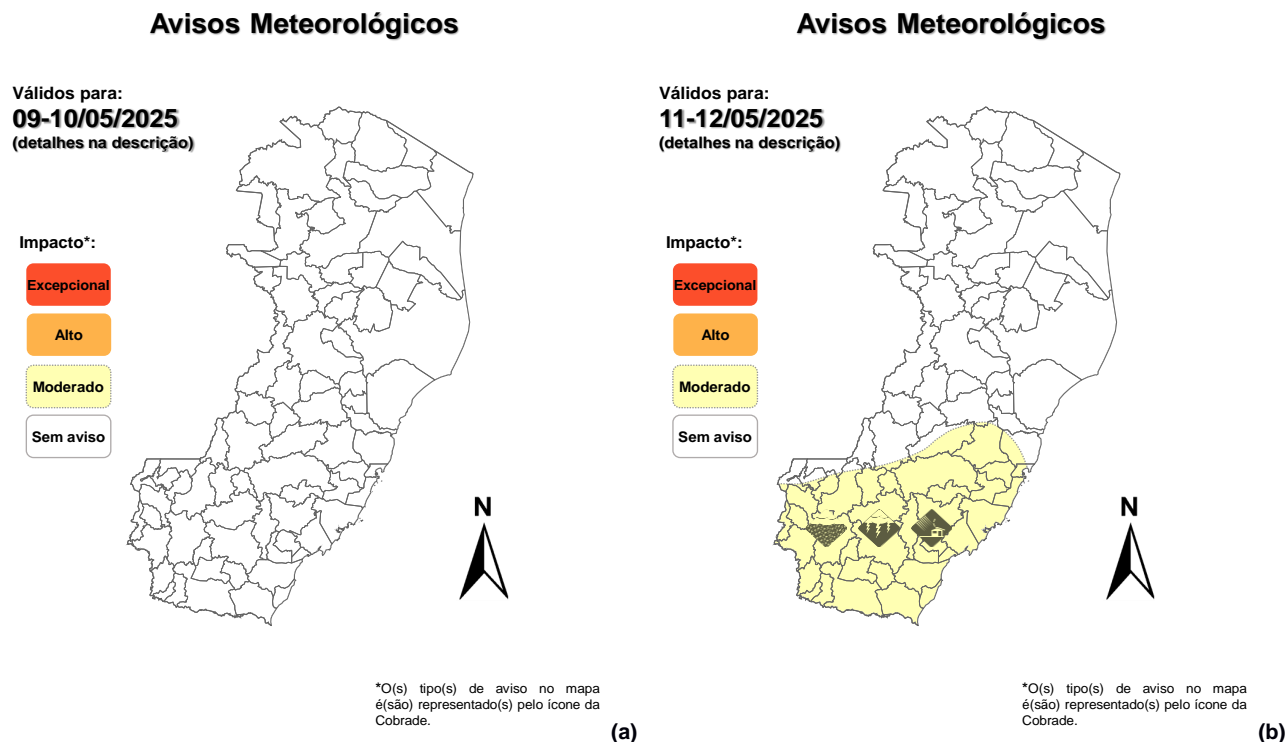 Avisos Meteorológicos
Válidos para:
09-10/05/2025
(detalhes na descrição)
Impacto*:
Excepcional
Alto
Moderado
Sem aviso
N
*O(s) tipo(s) de aviso no mapa
é(são) representado(s) pelo ícone da
Cobrade.
(a)
Avisos Meteorológicos
Válidos para:
11-12/05/2025
(detalhes na descrição)
Impacto*:
Excepcional
Alto
Moderado
Sem aviso
N
*O(s) tipo(s) de aviso no mapa
é(são) representado(s) pelo ícone da
Cobrade.
(b)